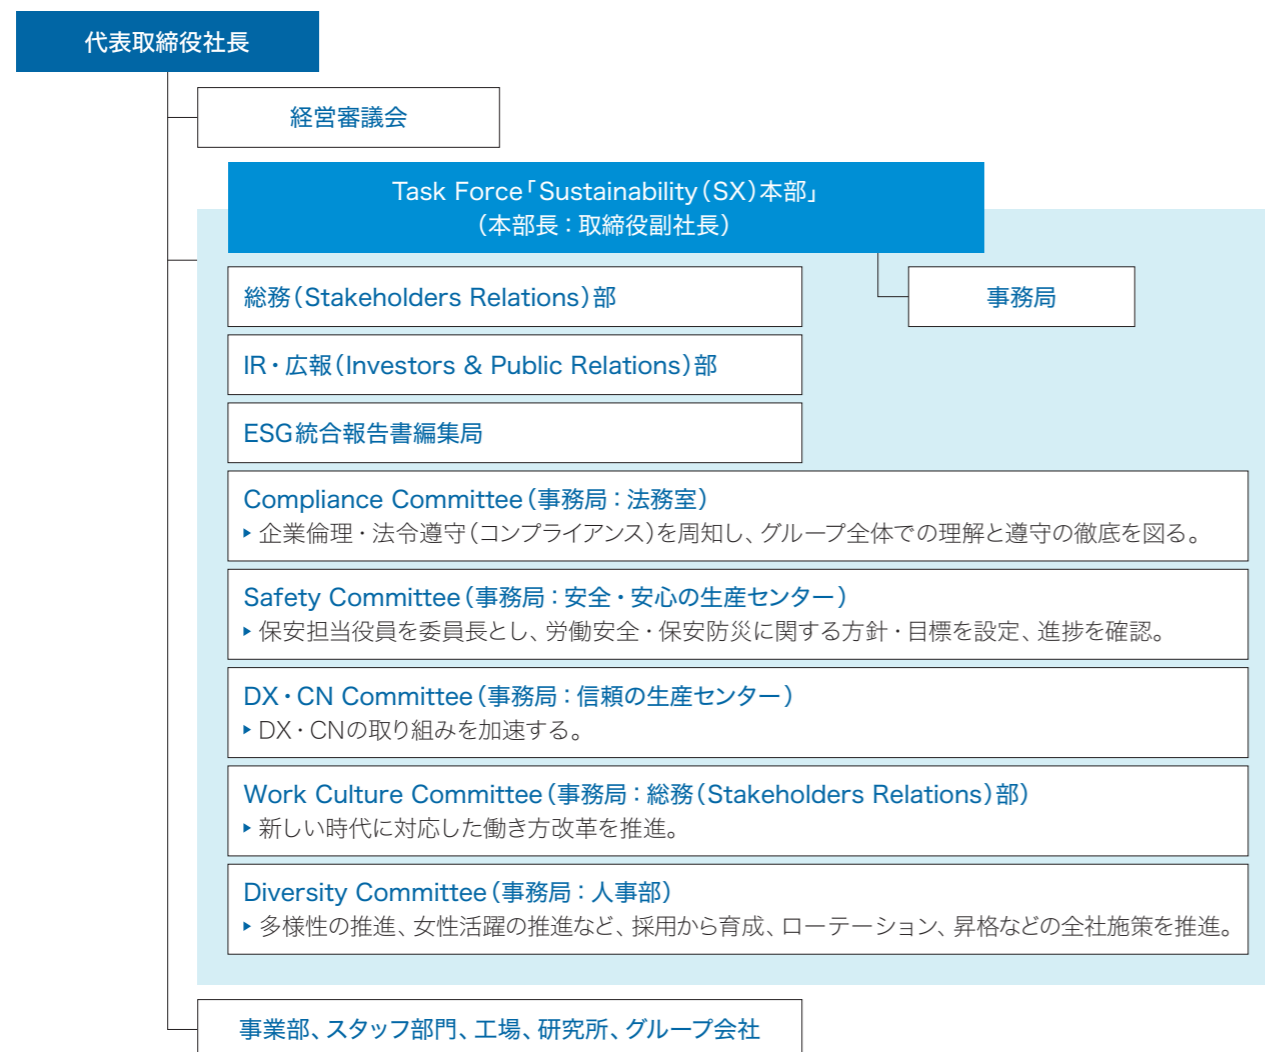 代表取締役社長
経営審議会
Task Force「Sustainability(SX)本部」
(本部長:取締役副社長)
事務局
総務(Stakeholders Relations)部
IR・広報(Investors & Public Relations)部
ESG統合報告書編集局
Compliance Committee(事務局:法務室)
▸企業倫理・法令遵守(コンプライアンス)を周知し、グループ全体での理解と遵守の徹底を図る。
Safety Committee(事務局:安全・安心の生産センター)
▸保安担当役員を委員長とし、労働安全・保安防災に関する方針・目標を設定、進捗を確認。
DX・CN Committee(事務局:信頼の生産センター)
▸DX・CNの取り組みを加速する。
Work Culture Committee(事務局:総務(Stakeholders Relations)部)
▸新しい時代に対応した働き方改革を推進。
Diversity Committee(事務局:人事部)
▸多様性の推進、女性活躍の推進など、採用から育成、ローテーション、昇格などの全社施策を推進。
事業部、スタッフ部門、工場、研究所、グループ会社